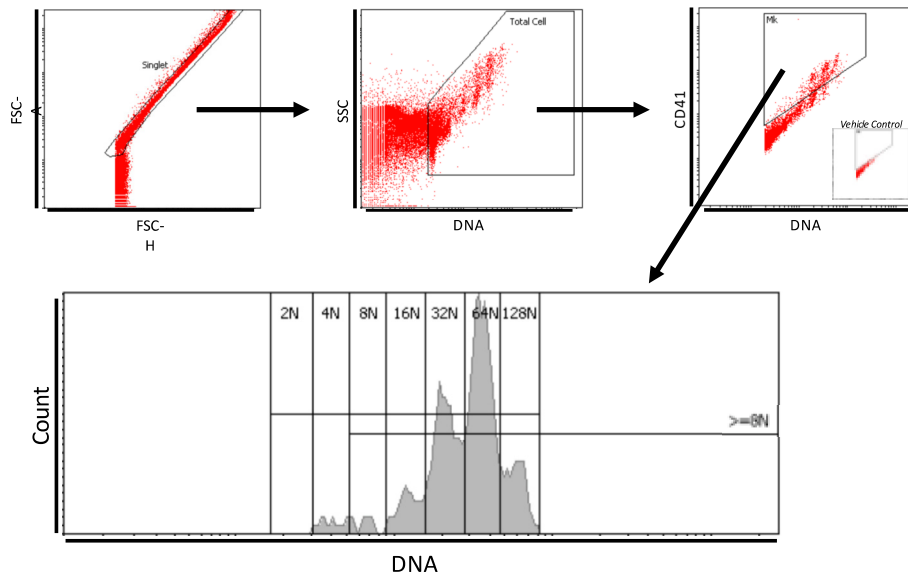 FSC-
A
Singlet
FSC-
H
SSC
Total Cell
DNA
CD41
Mk
Vehicle Control
DNA
Count
2N 4N 8N 16N 32N 64N 128N
>=8N
DNA